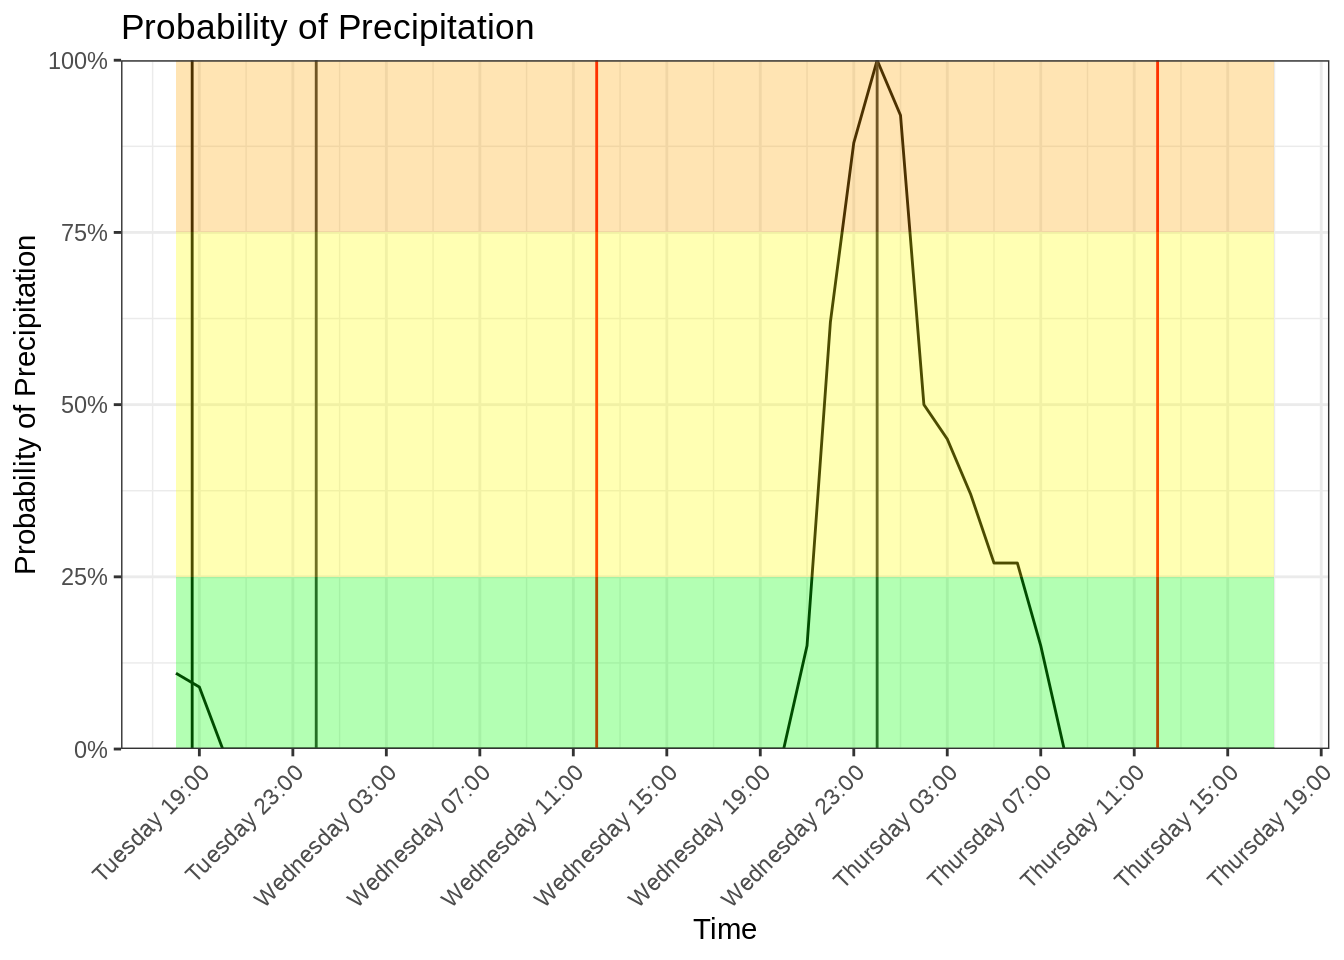 Probability of Precipitation
Probability of Precipitation
100%
75%
50%
25%
0%
Tuesday 19:00
Tuesday 23:00
Wednesday 03:00
Wednesday 07:00
Wednesday 11:00
Wednesday 15:00
Wednesday 19:00
Wednesday 23:00
Thursday 03:00
Thursday 07:00
Thursday 11:00
Thursday 15:00
Thursday 19:00
Time